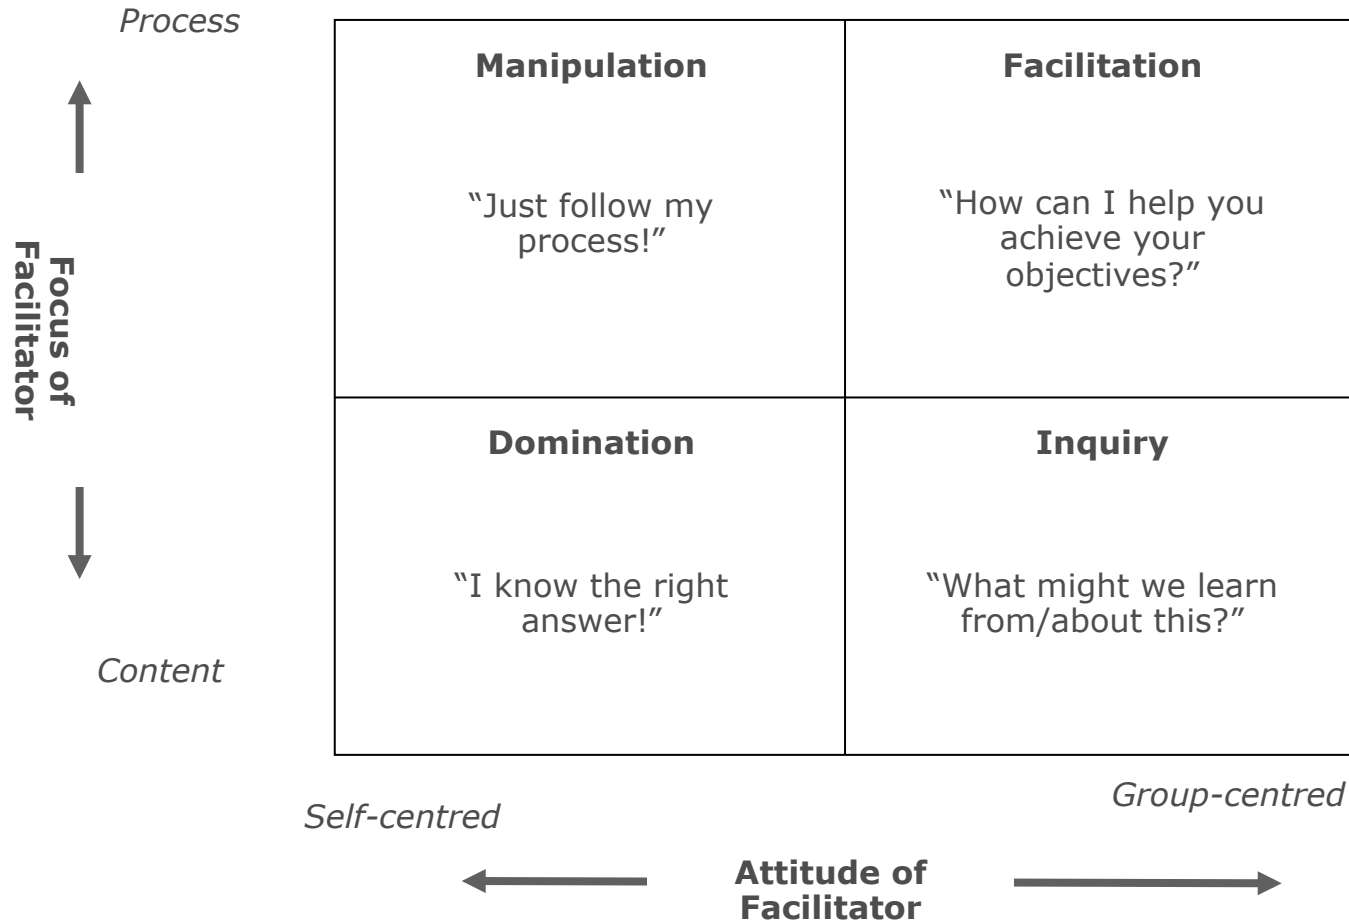 Process
Manipulation
Facilitation
“Just follow my
process!”
“How can I help you
achieve your
objectives?”
Focus of
Facilitator
Domination
Inquiry
“I know the right
answer!”
“What might we learn
from/about this?”
Content
Self-centred
Group-centred
Attitude of
Facilitator